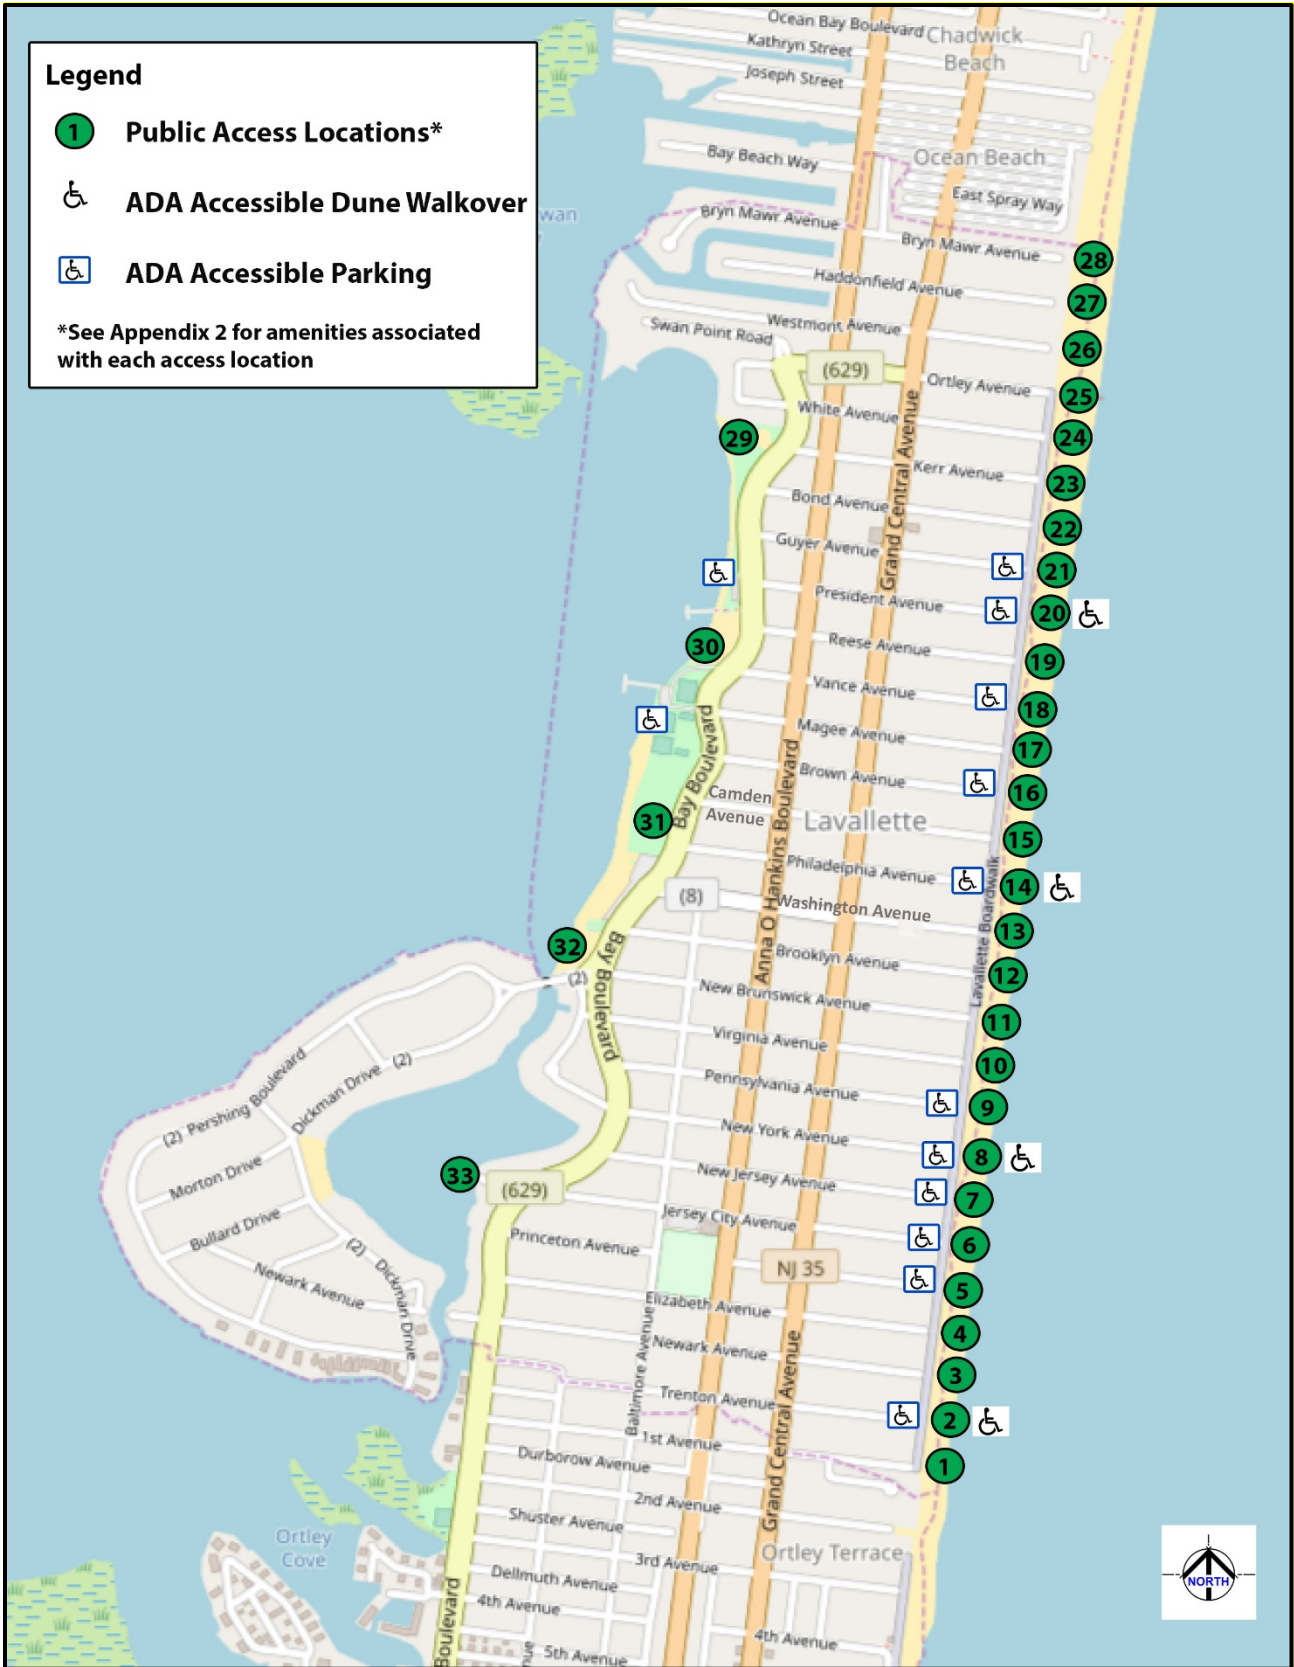 Legend
1 Public Access Locations*
ADA Accessible Dune Walkover
ADA Accessible Parking
*See Appendix 2 for amenities associated
with each access location
Ocean Bay Boulevard
Kathryn Street
Joseph Street
Chadwick
Beach
Bay Beach Way
Ocean Beach
East Spray Way
wan
Bryn Mawr Avenue
Bryn Mawr Avenue
28
Haddonfield Avenue
27
Westmont Avenue
Swan Point Road
26
(629)
Ortley Avenue
25
White Avenue
24
29
Grand Central Avenue
Kerr Avenue
23
Bond Avenue
22
Guyer Avenue
21
President Avenue
20
Reese Avenue
30
19
Vance Avenue
18
Magee Avenue
17
Bay Boulevard
Anna O Hankins Boulevard
Brown Avenue
16
Camden
Avenue
Lavallette
31
15
Philadelphia Avenue
14
(8)
Washington Avenue
Lavallette Boardwalk
13
32
Bay Boulevard
Brooklyn Avenue
12
(2)
New Brunswick Avenue
11
Virginia Avenue
10
(2) Pershing Boulevard
Dickman Drive (2)
Pennsylvania Avenue
9
New York Avenue
8
Morton Drive
33
(629)
New Jersey Avenue
7
Bullard Drive
Jersey City Avenue
6
Princeton Avenue
(2) Dickman Drive
NJ 35
5
Newark Avenue
Elizabeth Avenue
4
Newark Avenue
3
Baltimore Avenue
Grand Central Avenue
Trenton Avenue
2
1st Avenue
1
Durborow Avenue
2nd Avenue
Shuster Avenue
Ortley
Cove
3rd Avenue
Ortley Terrace
Dellmuth Avenue
4th Avenue
4th Avenue
Boulevard
nue
5th Avenue
NORTH